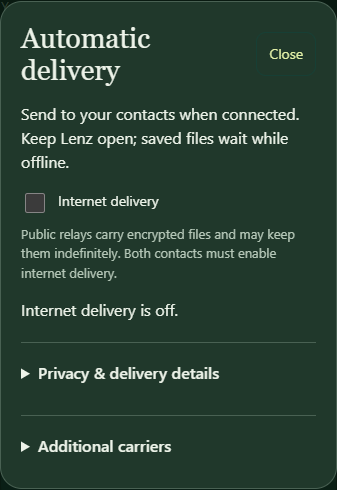 Automatic
delivery
Close
Send to your contacts when connected.
Keep Lenz open; saved files wait while
offline.
Internet delivery
Public relays carry encrypted files and may keep
them indefinitely. Both contacts must enable
internet delivery.
Internet delivery is off.
Privacy & delivery details
Additional carriers